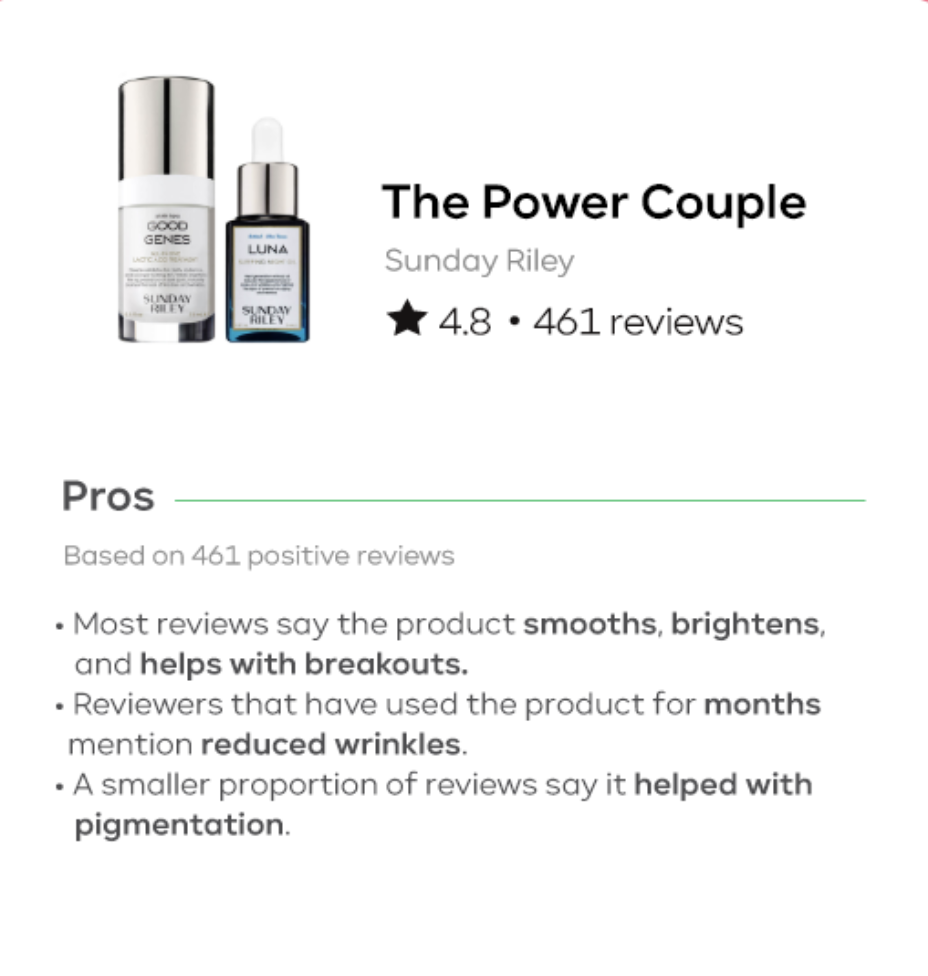 GOOD
GENES
SUNDAY
RILEY
LUNA
SUNDAY
RILEY
The Power Couple
Sunday Riley
★ 4.8 • 461 reviews
Pros
Based on 461 positive reviews
• Most reviews say the product smooths, brightens,
and helps with breakouts.
• Reviewers that have used the product for months
mention reduced wrinkles.
• A smaller proportion of reviews say it helped with
pigmentation.